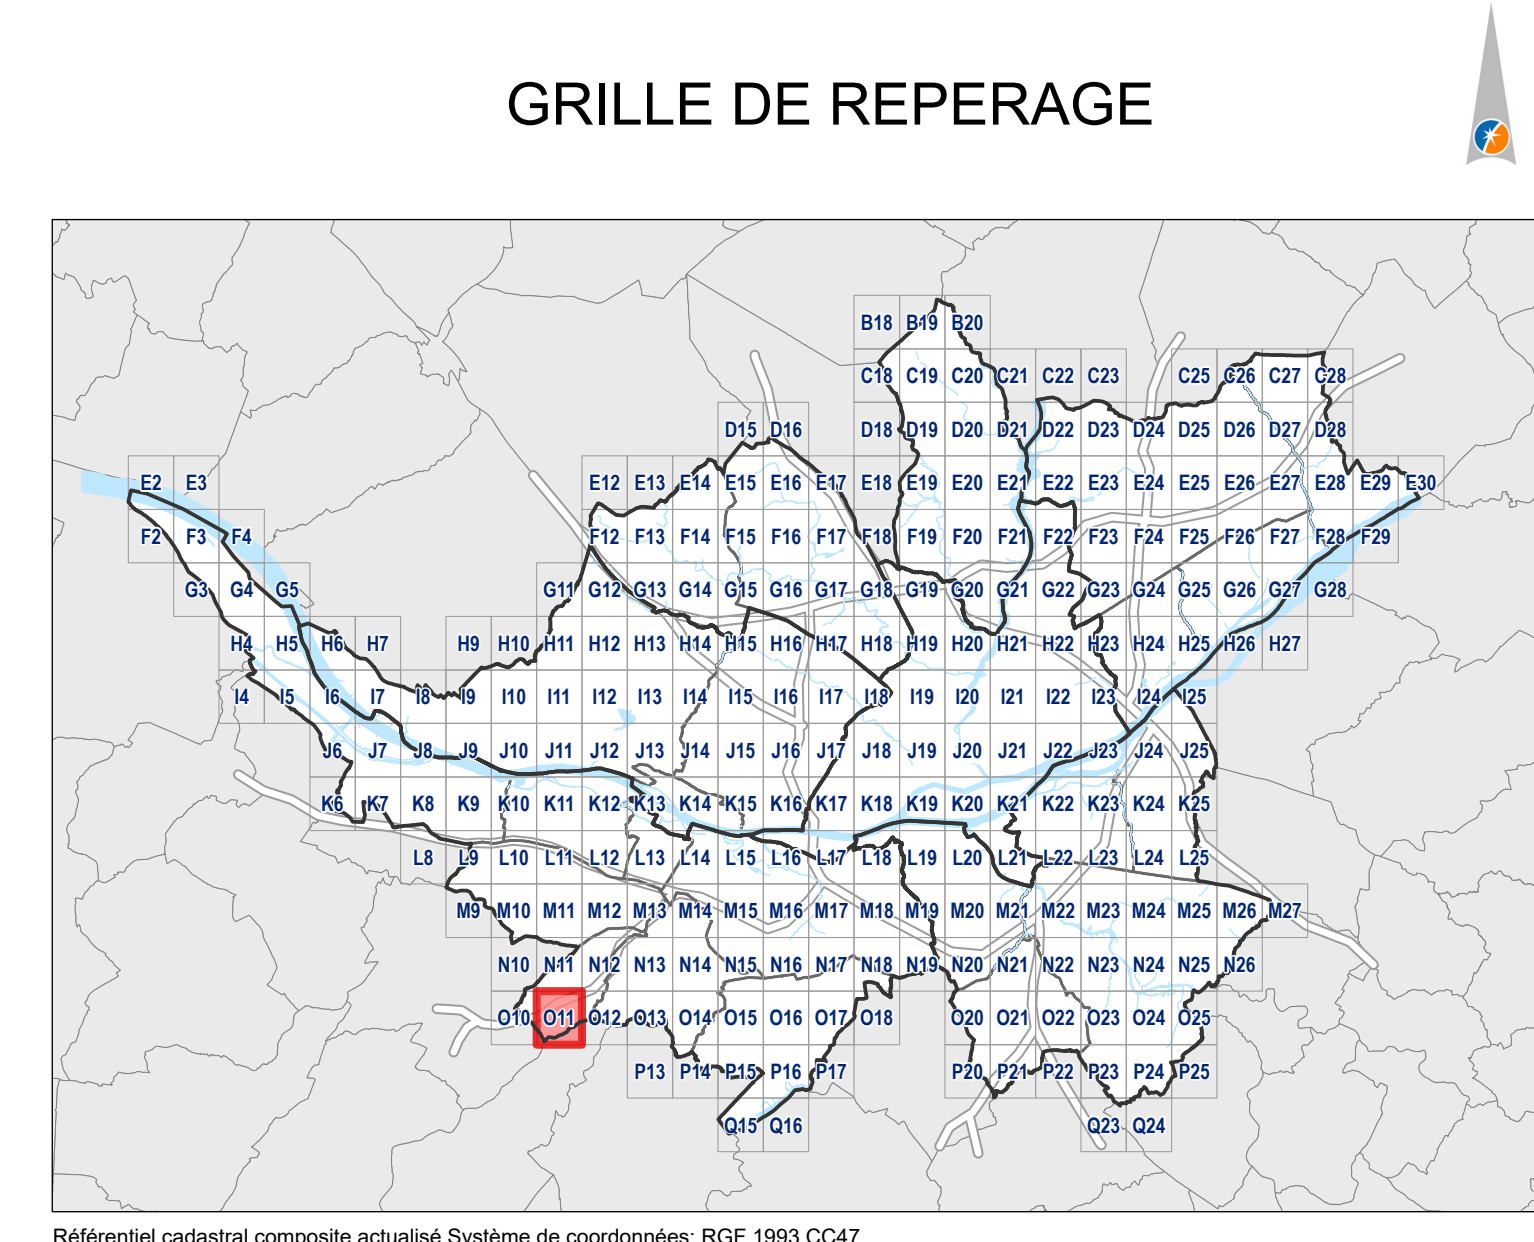 GRILLE DE REPERAGE
B18 B19 B20
C18 C19 C20 C21 C22 C23 C25 C26 C27 C28
D15 D16 D18 D19 D20 D21 D22 D23 D24 D25 D26 D27 D28
E2 E3 E12 E13 E14 E15 E16 E17 E18 E19 E20 E21 E22 E23 E24 E25 E26 E27 E28 E29 E30
F2 F3 F4 F12 F13 F14 F15 F16 F17 F18 F19 F20 F21 F22 F23 F24 F25 F26 F27 F28 F29
G3 G4 G5 G11 G12 G13 G14 G15 G16 G17 G18 G19 G20 G21 G22 G23 G24 G25 G26 G27 G28
H4 H5 H6 H7 H9 H10 H11 H12 H13 H14 H15 H16 H17 H18 H19 H20 H21 H22 H23 H24 H25 H26 H27
I4 I5 I6 I7 I8 I9 I10 I11 I12 I13 I14 I15 I16 I17 I18 I19 I20 I21 I22 I23 I24 I25
J6 J7 J8 J9 J10 J11 J12 J13 J14 J15 J16 J17 J18 J19 J20 J21 J22 J23 J24 J25
K6 K7 K8 K9 K10 K11 K12 K13 K14 K15 K16 K17 K18 K19 K20 K21 K22 K23 K24 K25
L8 L9 L10 L11 L12 L13 L14 L15 L16 L17 L18 L19 L20 L21 L22 L23 L24 L25
M9 M10 M11 M12 M13 M14 M15 M16 M17 M18 M19 M20 M21 M22 M23 M24 M25 M26 M27
N10 N11 N12 N13 N14 N15 N16 N17 N18 N19 N20 N21 N22 N23 N24 N25 N26
O10 O11 O12 O13 O14 O15 O16 O17 O18 O20 O21 O22 O23 O24 O25
P13 P14 P15 P16 P17 P20 P21 P22 P23 P24 P25
Q15 Q16 Q23 Q24
Référentiel cadastral composite actualisé Système de coordonnées: RGF 1993 CC47